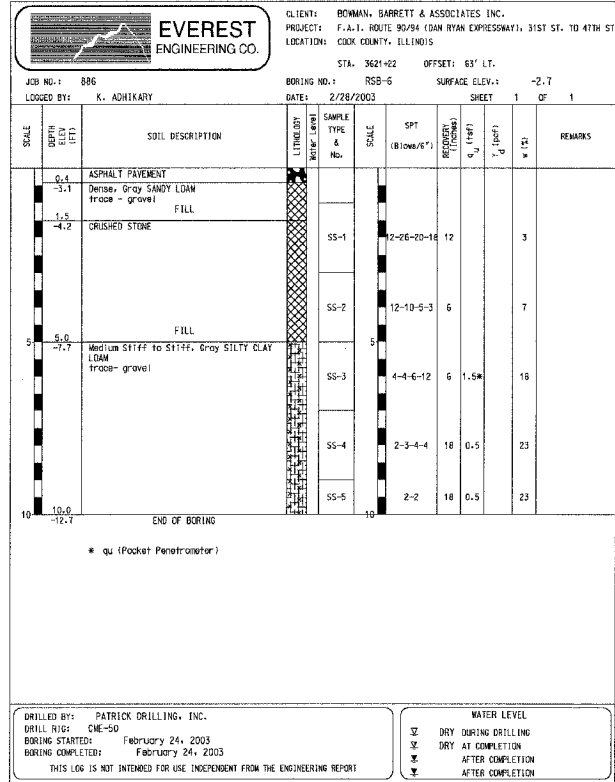 EVEREST
ENGINEERING CO.
CLIENT: BOWMAN, BARRETT & ASSOCIATES INC.
PROJECT: F.A.I. ROUTE 90/94 (DAN RYAN EXPRESSWAY), 31ST ST. TO 47TH ST
LOCATION: COOK COUNTY, ILLINOIS
STA. 3621+22 OFFSET: 63' LT.
JOB NO.: 886 BORING NO.: RSB-6 SURFACE ELEV.: -2.7
LOGGED BY: K. ADHIKARY DATE: 2/28/2003 SHEET 1 OF 1
SCALE DEPTH ELEV (FT) SOIL DESCRIPTION LITHOLOGY Water Level SAMPLE TYPE & No. SCALE SPT (Blows/6") RECOVERY (Inches) qu (tsf) Yd (pcf) w (%) REMARKS
0.4 ASPHALT PAVEMENT
-3.1 Dense, Gray SANDY LOAM
trace - gravel
FILL
1.5
-4.2 CRUSHED STONE
SS-1 12-26-20-18 12 3
SS-2 12-10-5-3 6 7
FILL
5 5.0 5
-7.7 Medium Stiff to Stiff, Gray SILTY CLAY
LOAM
trace- gravel
SS-3 4-4-6-12 6 1.5* 18
SS-4 2-3-4-4 18 0.5 23
SS-5 2-2 18 0.5 23
10 10.0 10
-12.7 END OF BORING
* qu (Pocket Penetrometer)
DRILLED BY: PATRICK DRILLING, INC.
DRILL RIG: CME-50
BORING STARTED: February 24, 2003
BORING COMPLETED: February 24, 2003
THIS LOG IS NOT INTENDED FOR USE INDEPENDENT FROM THE ENGINEERING REPORT
WATER LEVEL
DRY DURING DRILLING
DRY AT COMPLETION
AFTER COMPLETION
AFTER COMPLETION